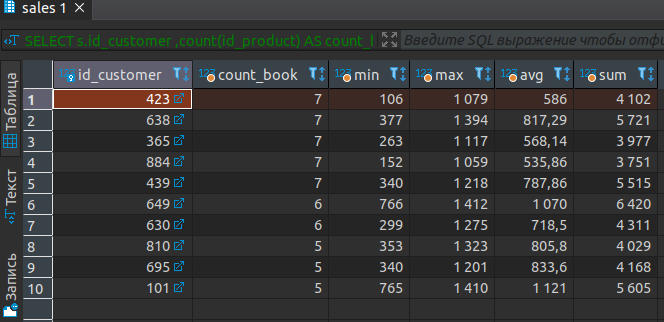 sales 1
SELECT s.id_customer ,count(id_product) AS count_ Введите SQL выражение чтобы отфи
id_customer count_book min max avg sum
1 423 7 106 1 079 586 4 102
2 638 7 377 1 394 817,29 5 721
3 365 7 263 1 117 568,14 3 977
4 884 7 152 1 059 535,86 3 751
5 439 7 340 1 218 787,86 5 515
6 649 6 766 1 412 1 070 6 420
7 630 6 299 1 275 718,5 4 311
8 810 5 353 1 323 805,8 4 029
9 695 5 340 1 201 833,6 4 168
10 101 5 765 1 410 1 121 5 605
Таблица
Текст
Запись